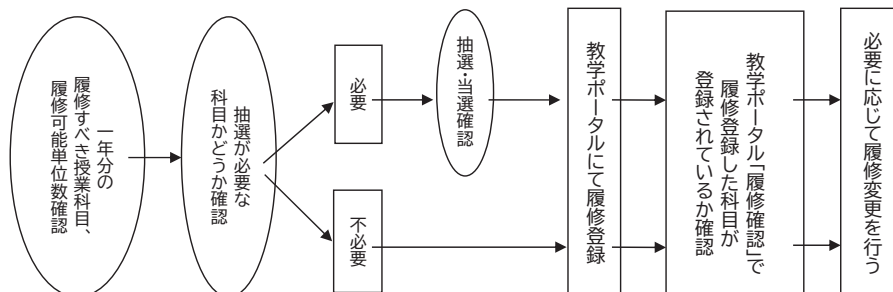 一年分の
履修すべき授業科目、
履修可能単位数確認
抽選が必要な
科目かどうか確認
必要
不必要
抽選・当選確認
教学ポータルにて履修登録
教学ポータル「履修確認」で
履修登録した科目が
登録されているか確認
必要に応じて履修変更を行う